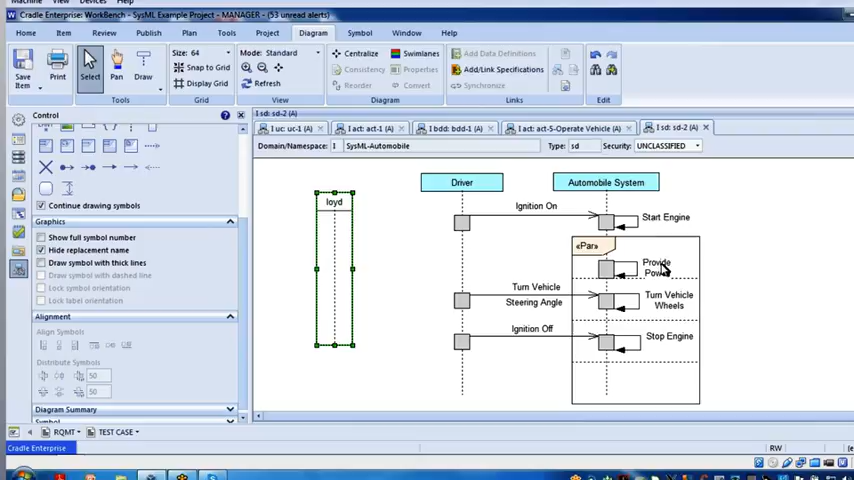 Machine View Devices Help
Cradle Enterprise: WorkBench - SysML Example Project - MANAGER - (53 unread alerts)
Home Item Review Publish Plan Tools Project Diagram Symbol Window Help
Save Item Print Select Pan Draw
Size: 64 Mode: Standard
Snap to Grid
Display Grid
Refresh
Centralize Swimlanes
Consistency Properties
Reorder Convert
Add Data Definitions
Add/Link Specifications
Synchronize
Tools Grid View Diagram Links Edit
Control
I uc: uc-1 (A) I act: act-1 (A) I bdd: bdd-1 (A) I act: act-5-Operate Vehicle (A) I sd: sd-2 (A)
Domain/Namespace: I SysML-Automobile Type: sd Security: UNCLASSIFIED
Continue drawing symbols
Graphics
Show full symbol number
Hide replacement name
Draw symbol with thick lines
Draw symbol with dashed line
Lock symbol orientation
Lock label orientation
Alignment
Align Symbols
Distribute Symbols
50
50
Diagram Summary
loyd
Driver Automobile System
Ignition On
Start Engine
«Par»
Provide
Power
Turn Vehicle
Steering Angle
Turn Vehicle
Wheels
Ignition Off
Stop Engine
RQMT TEST CASE
Cradle Enterprise RW